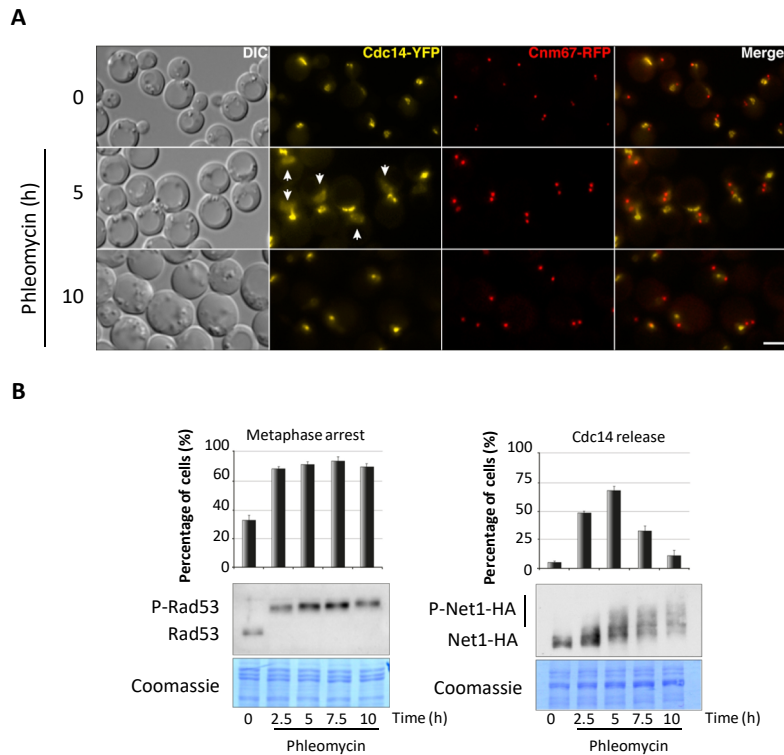 A
DIC Cdc14-YFP Cnm67-RFP Merge
0
5
10
Phleomycin (h)
B
Metaphase arrest
Percentage of cells (%)
100
80
60
40
20
0
P-Rad53
Rad53
Coomassie
0 2.5 5 7.5 10 Time (h)
Phleomycin
Cdc14 release
Percentage of cells (%)
100
75
50
25
0
P-Net1-HA
Net1-HA
Coomassie
0 2.5 5 7.5 10 Time (h)
Phleomycin